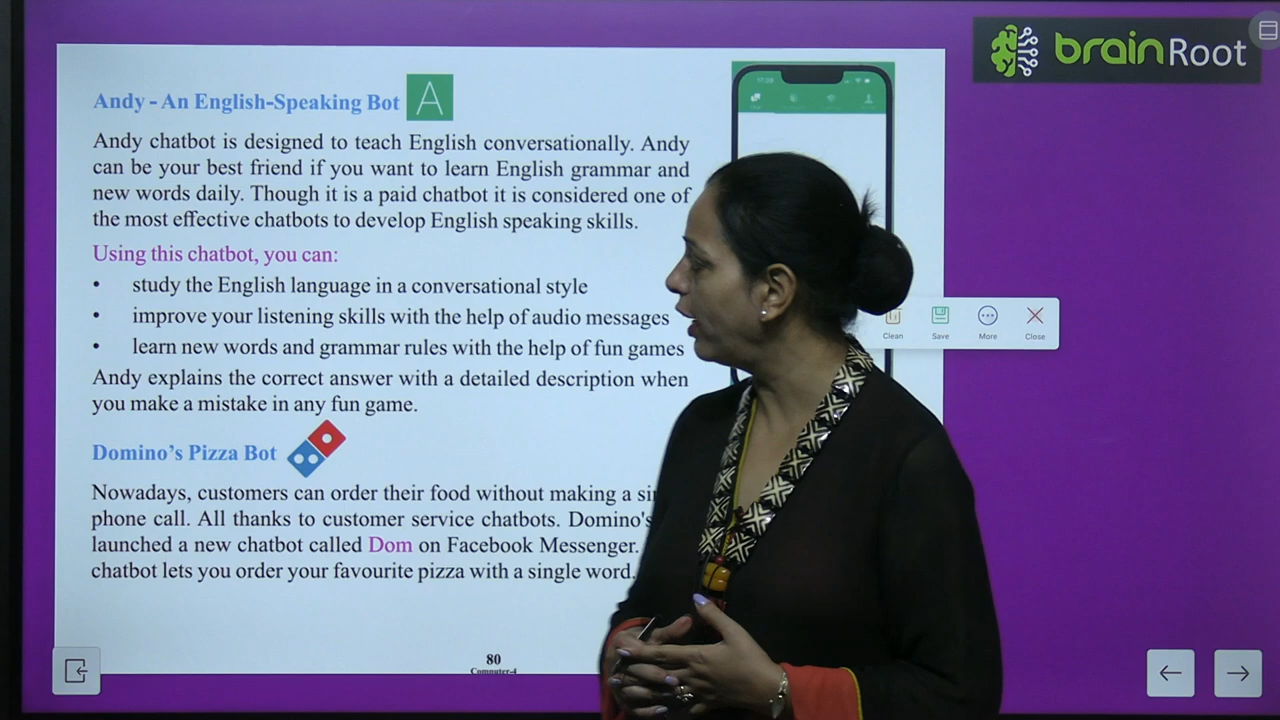 brainRoot
Andy - An English-Speaking Bot A
Andy chatbot is designed to teach English conversationally. Andy
can be your best friend if you want to learn English grammar and
new words daily. Though it is a paid chatbot it is considered one of
the most effective chatbots to develop English speaking skills.
Using this chatbot, you can:
• study the English language in a conversational style
• improve your listening skills with the help of audio messages
• learn new words and grammar rules with the help of fun games
Andy explains the correct answer with a detailed description when
you make a mistake in any fun game.
Domino's Pizza Bot
Nowadays, customers can order their food without making a
phone call. All thanks to customer service chatbots. Domino's
launched a new chatbot called Dom on Facebook Messenger.
chatbot lets you order your favourite pizza with a single word.
80
Computer-4
Clean Save More Close